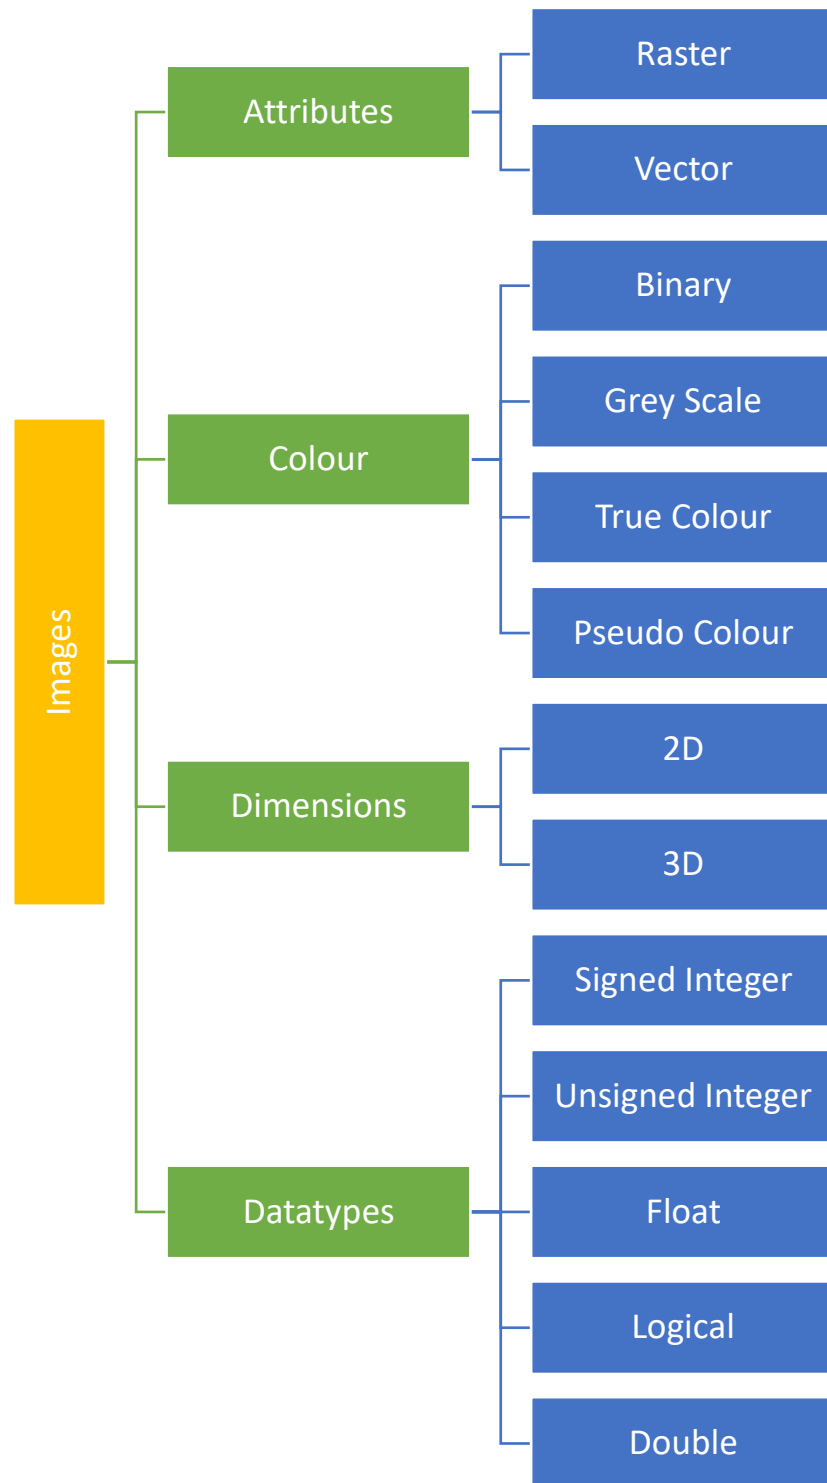 Images
Attributes
Raster
Vector
Colour
Binary
Grey Scale
True Colour
Pseudo Colour
Dimensions
2D
3D
Datatypes
Signed Integer
Unsigned Integer
Float
Logical
Double